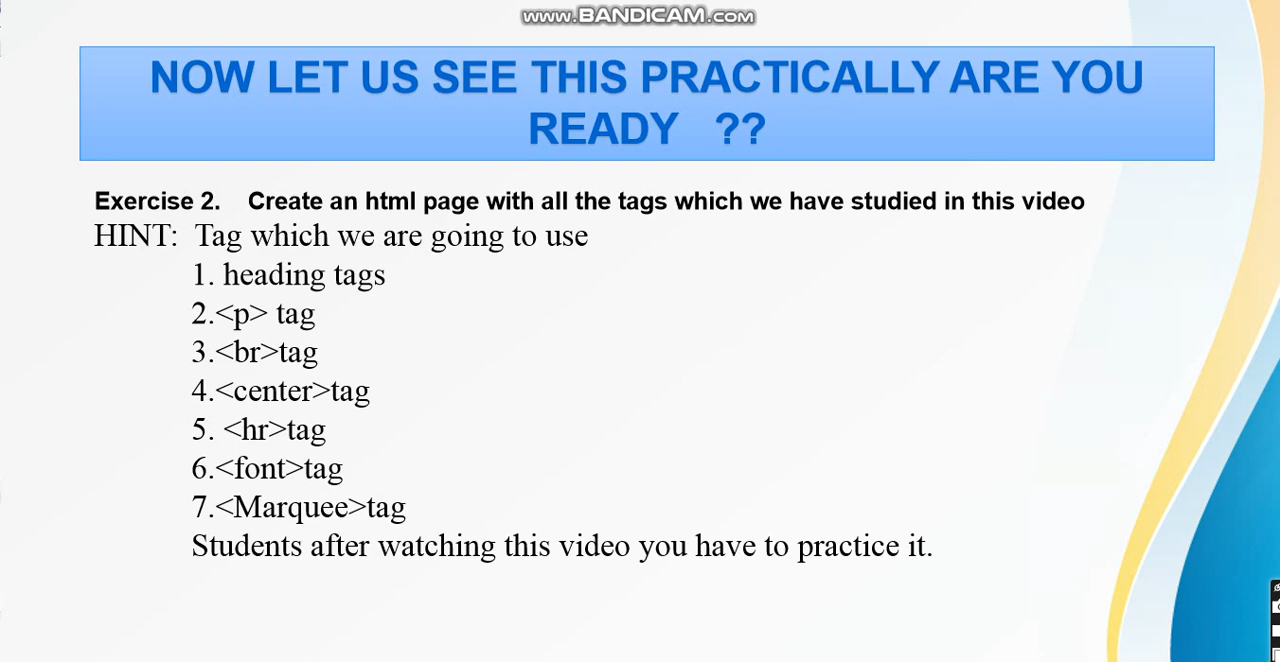 www.BANDICAM.com
NOW LET US SEE THIS PRACTICALLY ARE YOU
READY ??
Exercise 2. Create an html page with all the tags which we have studied in this video
HINT: Tag which we are going to use
1. heading tags
2.<p> tag
3.<br>tag
4.<center>tag
5. <hr>tag
6.<font>tag
7.<Marquee>tag
Students after watching this video you have to practice it.